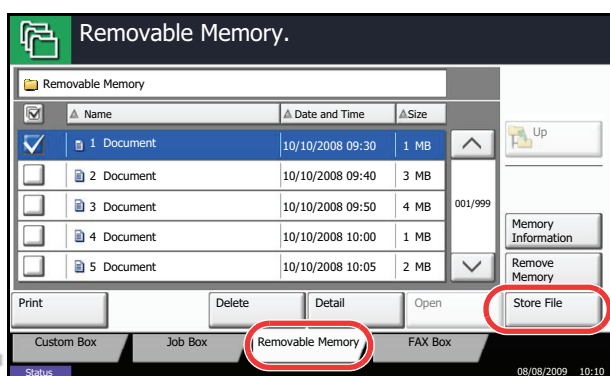 Removable Memory.
Removable Memory
Name Date and Time Size
1 Document 10/10/2008 09:30 1 MB
Up
2 Document 10/10/2008 09:40 3 MB
3 Document 10/10/2008 09:50 4 MB
001/999
4 Document 10/10/2008 10:00 1 MB
Memory
Information
5 Document 10/10/2008 10:05 2 MB
Remove
Memory
Print Delete Detail Open Store File
Custom Box Job Box Removable Memory FAX Box
Status 08/08/2009 10:10